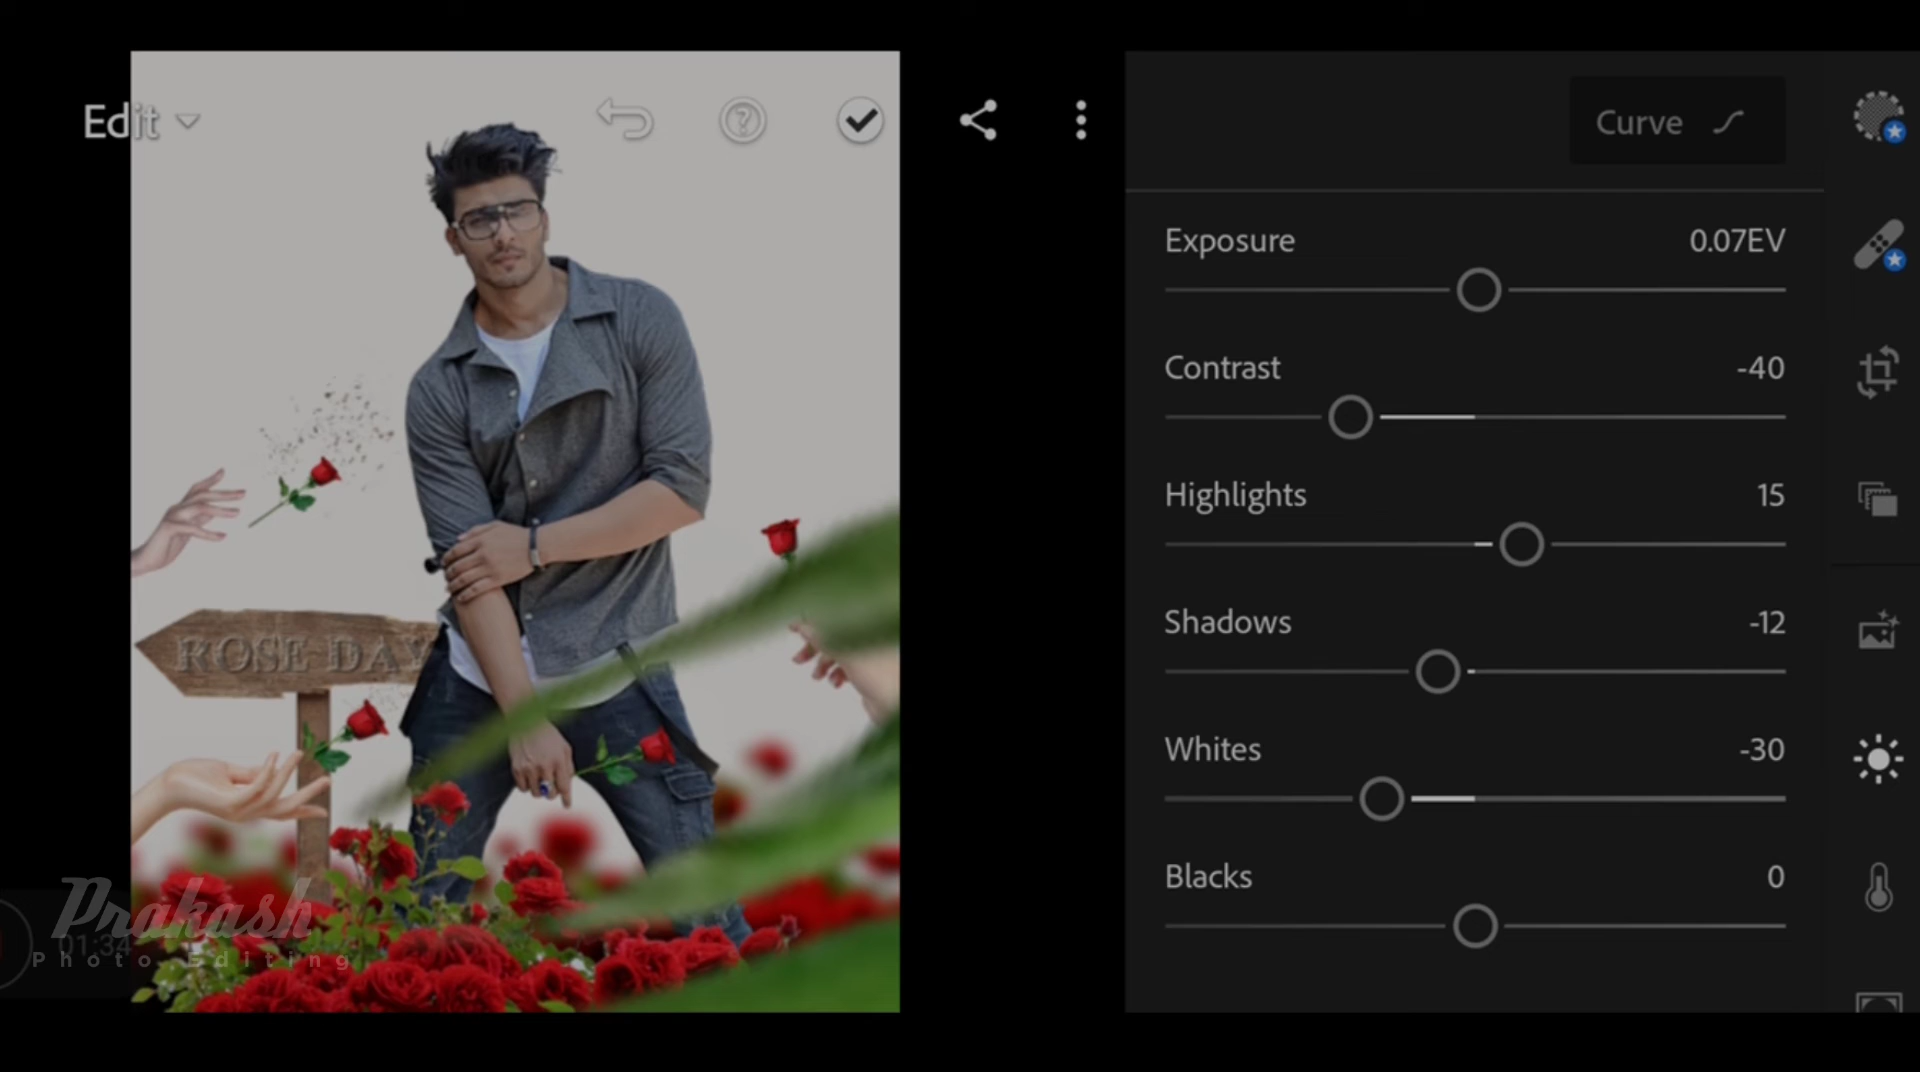 Edit
Curve
Exposure 0.07EV
Contrast -40
Highlights 15
Shadows -12
Whites -30
Blacks 0
ROSE DAY
Prakash
01:34
Photo Editing